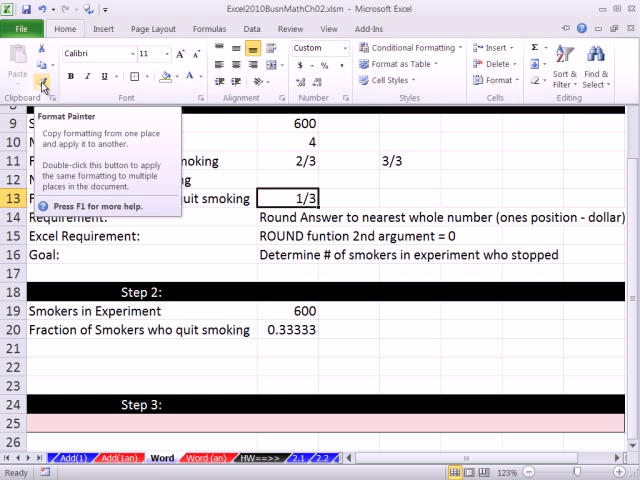 Excel2010BusnMathCh02.xlsm - Microsoft Excel
File Home Insert Page Layout Formulas Data Review View Add-Ins
Paste
Calibri 11
Custom
Conditional Formatting
Format as Table
Cell Styles
Insert
Delete
Format
Sort & Filter
Find & Select
Clipboard Font Alignment Number Styles Editing
Format Painter
Copy formatting from one place
and apply it to another.
Double-click this button to apply
the same formatting to multiple
places in the document.
Press F1 for more help.
9 600
10 4
11 moking 2/3 3/3
12 ng
13 quit smoking 1/3
14 Requirement: Round Answer to nearest whole number (ones position - dollar)
15 Excel Requirement: ROUND funtion 2nd argument = 0
16 Goal: Determine # of smokers in experiment who stopped
17
18 Step 2:
19 Smokers in Experiment 600
20 Fraction of Smokers who quit smoking 0.33333
21
22
23
24 Step 3:
25
26
Add(1) Add(1an) Word Word (an) HW==>> 2.1 2.2
Ready 123%